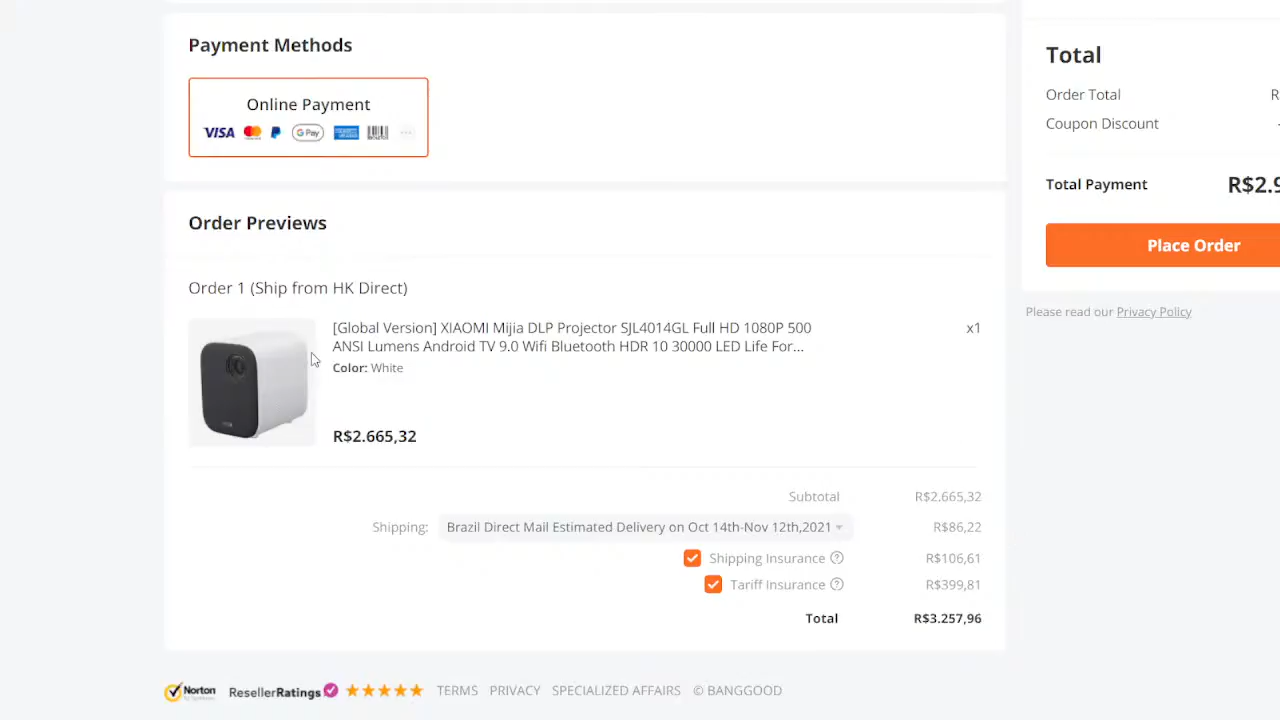 Payment Methods
Online Payment
VISA
G Pay
Order Previews
Order 1 (Ship from HK Direct)
[Global Version] XIAOMI Mijia DLP Projector SJL4014GL Full HD 1080P 500
ANSI Lumens Android TV 9.0 Wifi Bluetooth HDR 10 30000 LED Life For...
x1
Color: White
R$2.665,32
Subtotal R$2.665,32
Shipping: Brazil Direct Mail Estimated Delivery on Oct 14th-Nov 12th,2021 R$86,22
Shipping Insurance ? R$106,61
Tariff Insurance ? R$399,81
Total R$3.257,96
Total
Order Total R
Coupon Discount -
Total Payment R$2.9
Place Order
Please read our Privacy Policy
Norton
ResellerRatings
TERMS PRIVACY SPECIALIZED AFFAIRS © BANGGOOD